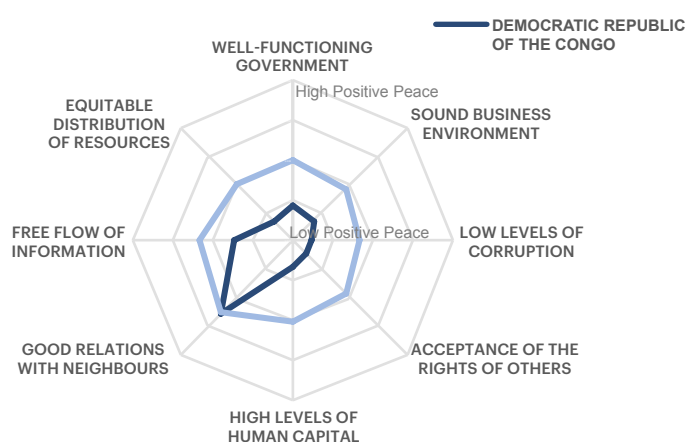 DEMOCRATIC REPUBLIC
OF THE CONGO
WELL-FUNCTIONING
GOVERNMENT
High Positive Peace
EQUITABLE
DISTRIBUTION
OF RESOURCES
SOUND BUSINESS
ENVIRONMENT
FREE FLOW OF
INFORMATION
Low Positive Peace
LOW LEVELS OF
CORRUPTION
GOOD RELATIONS
WITH NEIGHBOURS
ACCEPTANCE OF THE
RIGHTS OF OTHERS
HIGH LEVELS OF
HUMAN CAPITAL